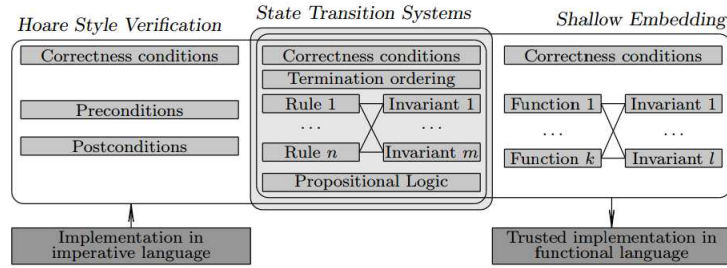 Hoare Style Verification
State Transition Systems
Shallow Embedding
Correctness conditions
Preconditions
Postconditions
Correctness conditions
Termination ordering
Rule 1
Invariant 1
...
...
Rule n
Invariant m
Propositional Logic
Correctness conditions
Function 1
Invariant 1
...
...
Function k
Invariant l
Implementation in
imperative language
Trusted implementation in
functional language